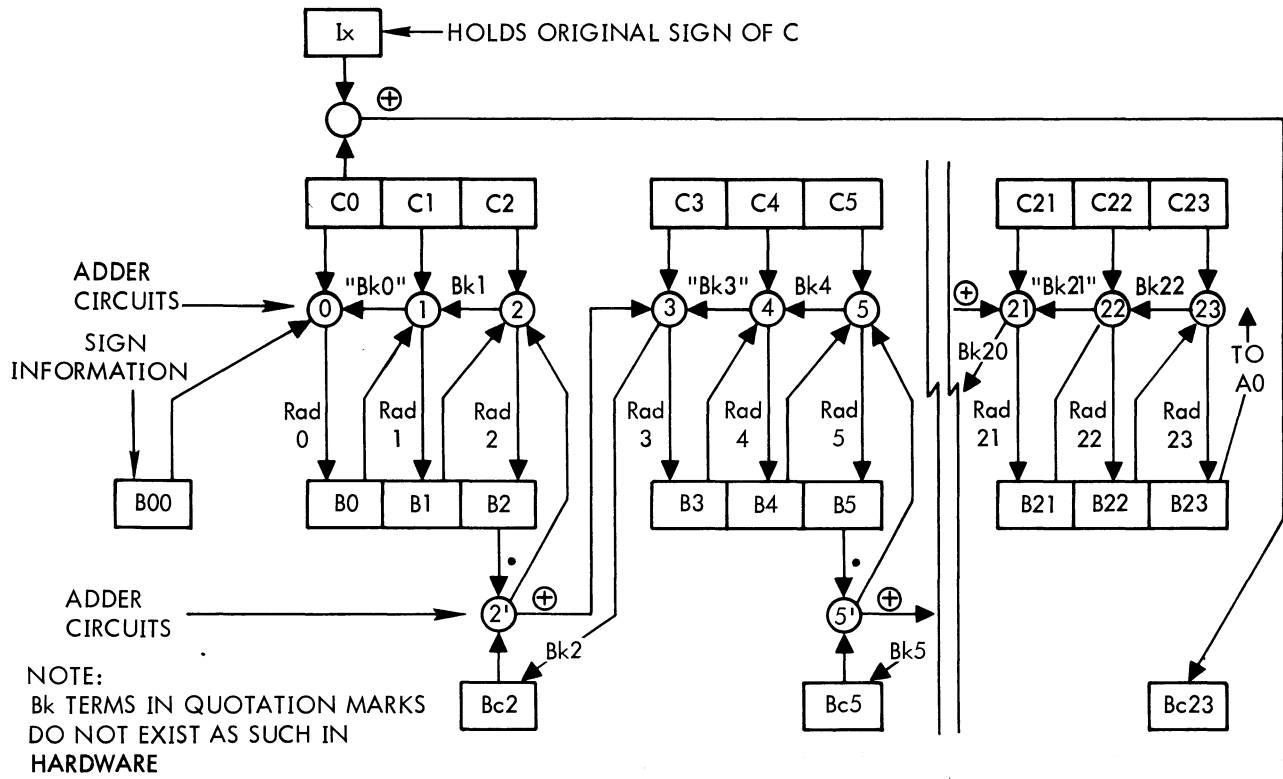 Ix
HOLDS ORIGINAL SIGN OF C
⊕
C0 C1 C2 C3 C4 C5 C21 C22 C23
ADDER
CIRCUITS
0 "Bk0" 1 Bk1 2 3 "Bk3" 4 Bk4 5 ⊕ 21 "Bk21" 22 Bk22 23
SIGN
INFORMATION
Bk20
TO
A0
Rad
0
Rad
1
Rad
2
Rad
3
Rad
4
Rad
5
Rad
21
Rad
22
Rad
23
B00 B0 B1 B2 B3 B4 B5 B21 B22 B23
• •
ADDER
CIRCUITS
2' ⊕ 5' ⊕
Bk2 Bk5
Bc2 Bc5 Bc23
NOTE:
Bk TERMS IN QUOTATION MARKS
DO NOT EXIST AS SUCH IN
HARDWARE